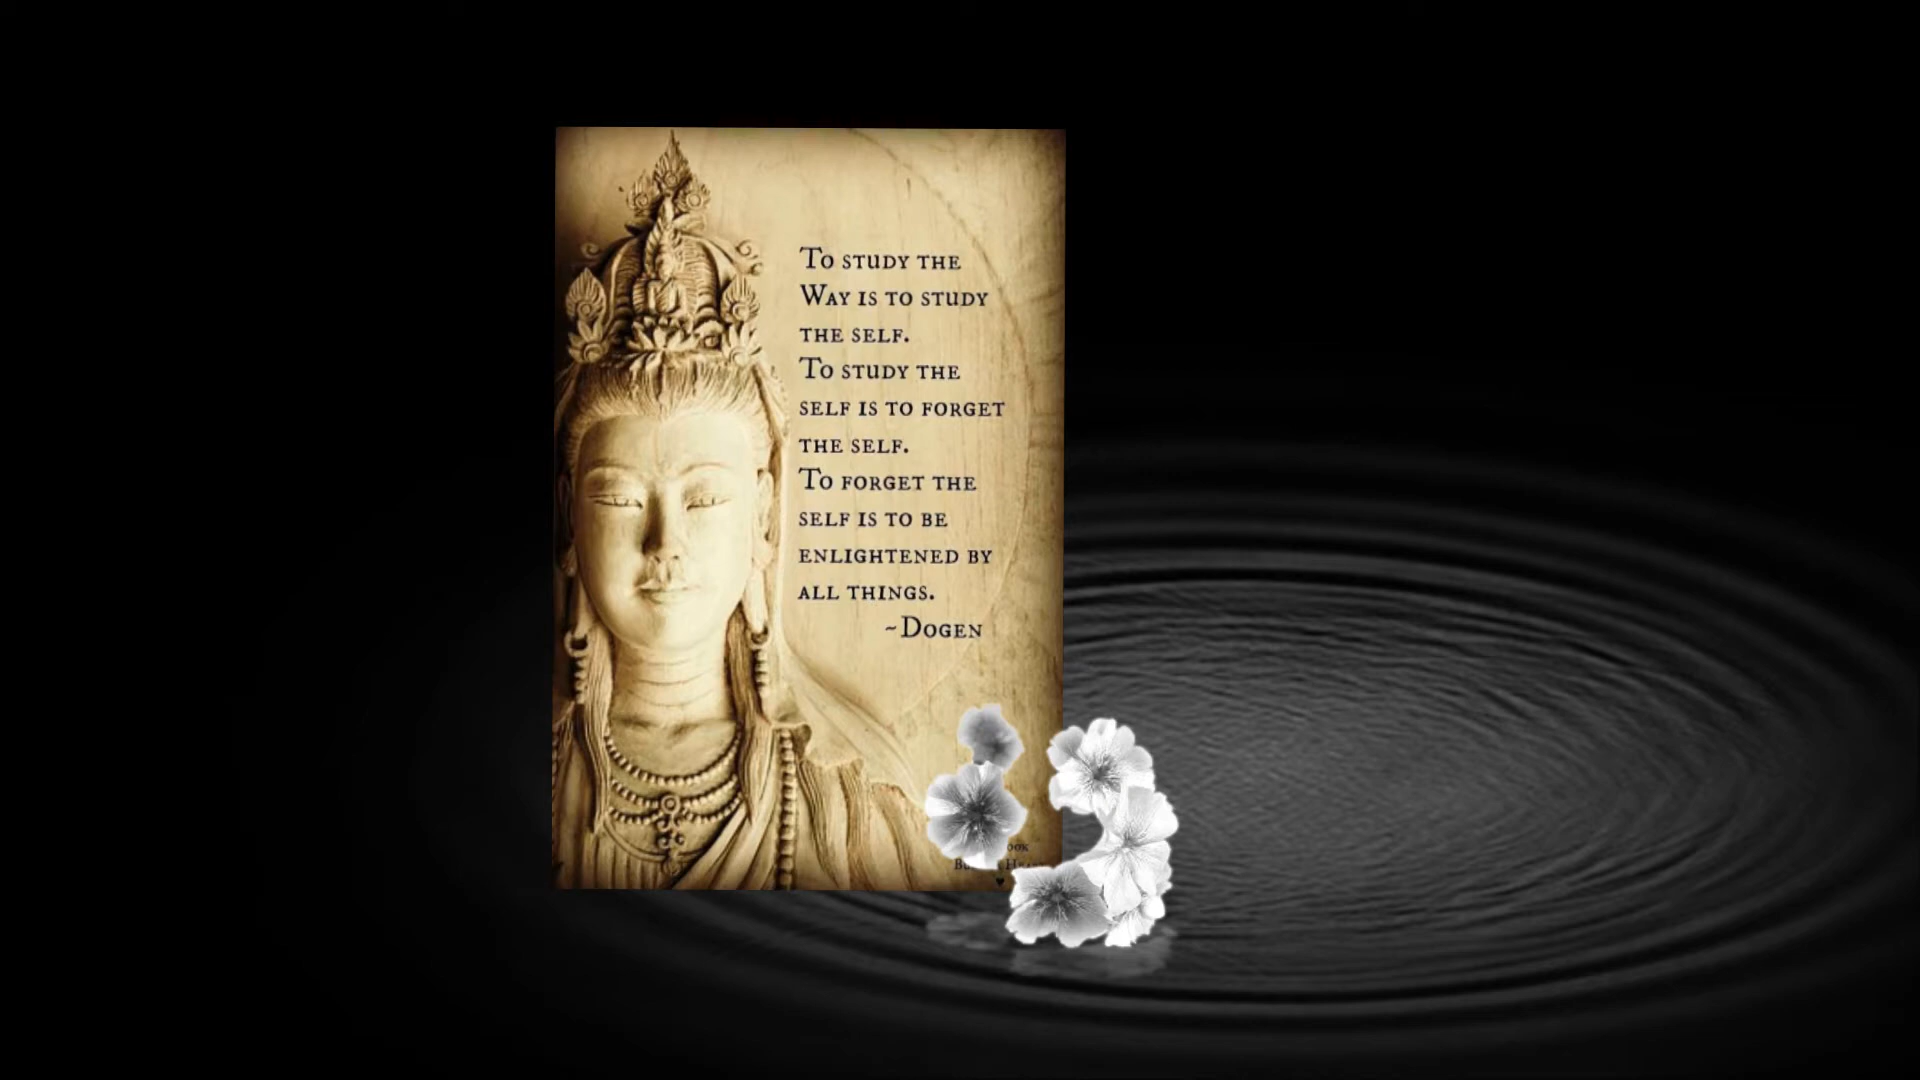 To study the
Way is to study
the self.
To study the
self is to forget
the self.
To forget the
self is to be
enlightened by
all things.
~Dogen